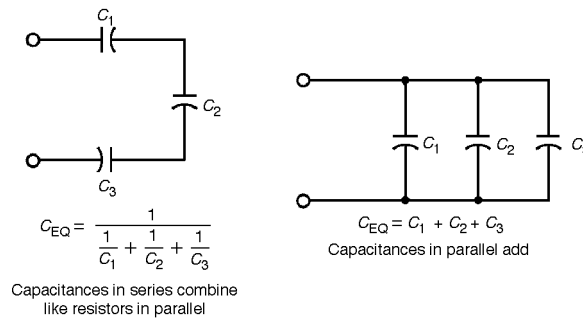 C1
C2
C3
CEQ = 1 / (1/C1 + 1/C2 + 1/C3)
Capacitances in series combine
like resistors in parallel
C1
C2
C
CEQ = C1 + C2 + C3
Capacitances in parallel add